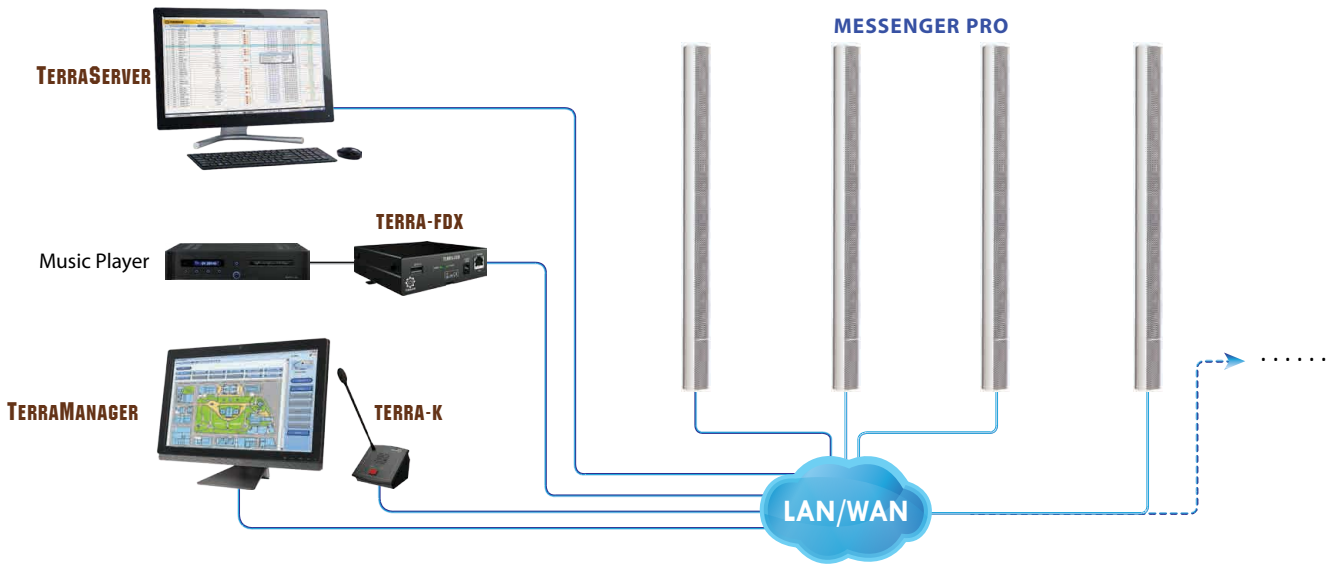 MESSENGER PRO
TERRASERVER
TERRA-FDX
Music Player
TERRAMANAGER
TERRA-K
LAN/WAN
......